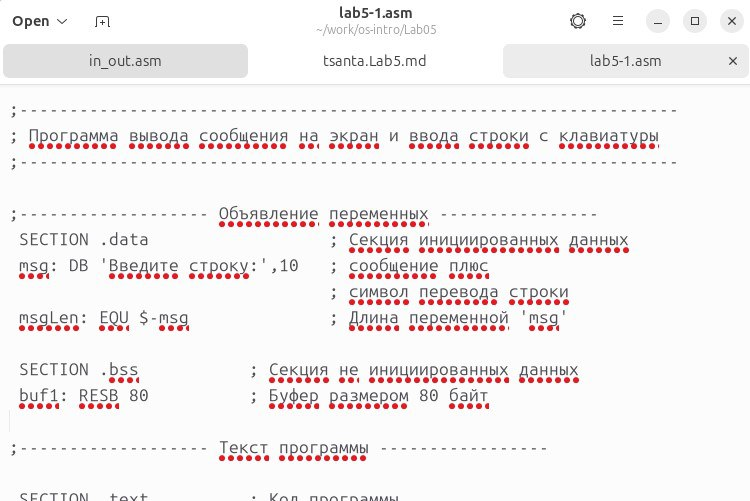 Open
lab5-1.asm
~/work/os-intro/Lab05
in_out.asm
tsanta.Lab5.md
lab5-1.asm
;------------------------------------------------------------------
; Программа вывода сообщения на экран и ввода строки с клавиатуры
;------------------------------------------------------------------
;------------------- Объявление переменных ----------------
SECTION .data ; Секция инициированных данных
msg: DB 'Введите строку:',10 ; сообщение плюс
; символ перевода строки
msgLen: EQU $-msg ; Длина переменной 'msg'
SECTION .bss ; Секция не инициированных данных
buf1: RESB 80 ; Буфер размером 80 байт
;------------------- Текст программы -----------------
SECTION .text ; Код программы